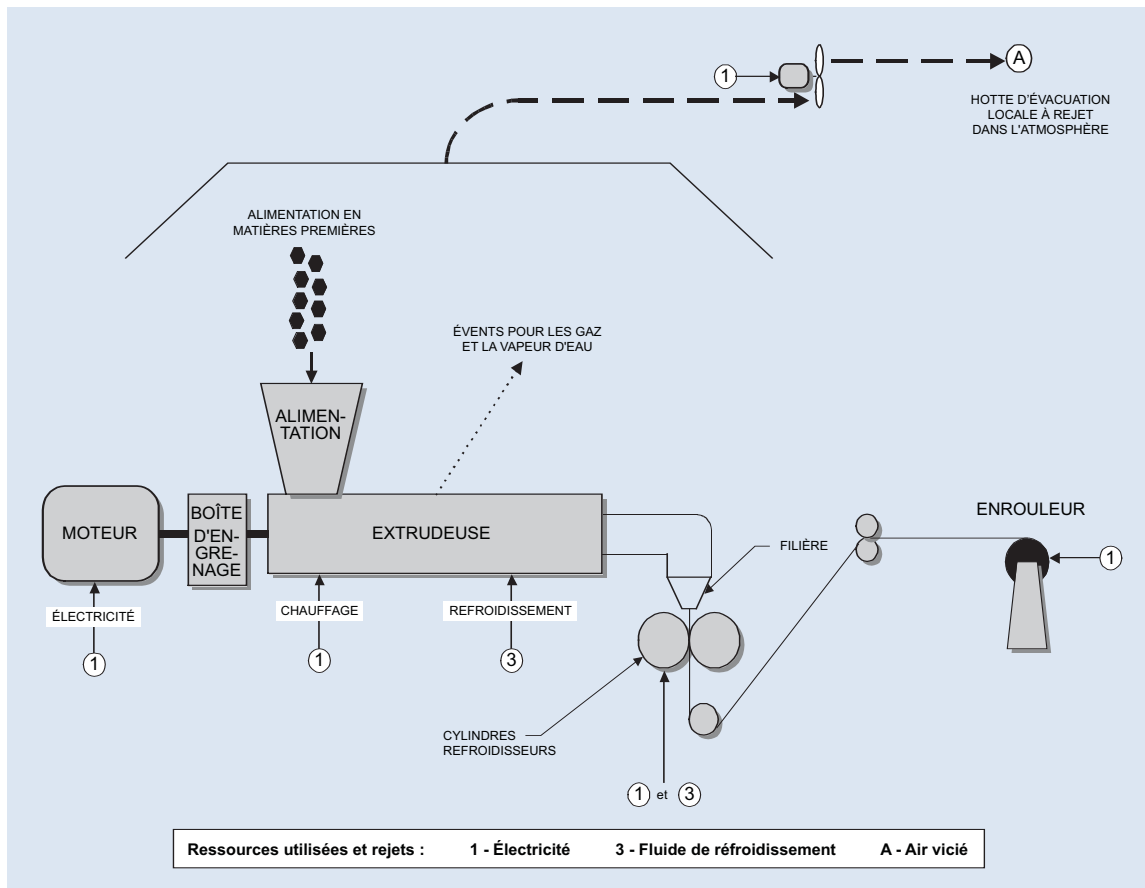 1
A
HOTTE D'ÉVACUATION
LOCALE À REJET
DANS L'ATMOSPHÈRE
ALIMENTATION EN
MATIÈRES PREMIÈRES
ÉVENTS POUR LES GAZ
ET LA VAPEUR D'EAU
ALIMEN-
TATION
MOTEUR
BOÎTE
D'EN-
GRE-
NAGE
EXTRUDEUSE
FILIÈRE
ENROULEUR
1
ÉLECTRICITÉ
1
CHAUFFAGE
1
REFROIDISSEMENT
3
CYLINDRES
REFROIDISSEURS
1 et 3
Ressources utilisées et rejets : 1 - Électricité 3 - Fluide de réfroidissement A - Air vicié